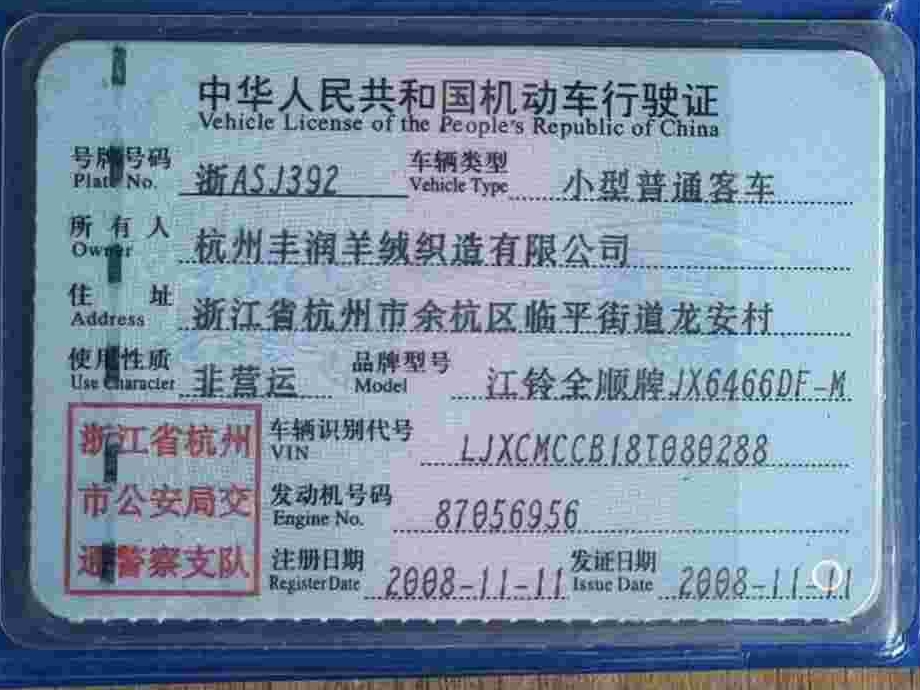 中华人民共和国机动车行驶证
Vehicle License of the People's Republic of China
号牌号码 浙ASJ392 车辆类型 小型普通客车
Plate No. Vehicle Type
所有人 杭州丰润羊绒织造有限公司
Owner
住址 浙江省杭州市余杭区临平街道龙安村
Address
使用性质 非营运 品牌型号 江铃全顺牌JX6466DF-M
Use Character Model
浙江省杭州 车辆识别代号 LJXCMCCB18T080288
VIN
市公安局交 发动机号码 87056956
Engine No.
通警察支队 注册日期 2008-11-11 发证日期 2008-11-11
Register Date Issue Date